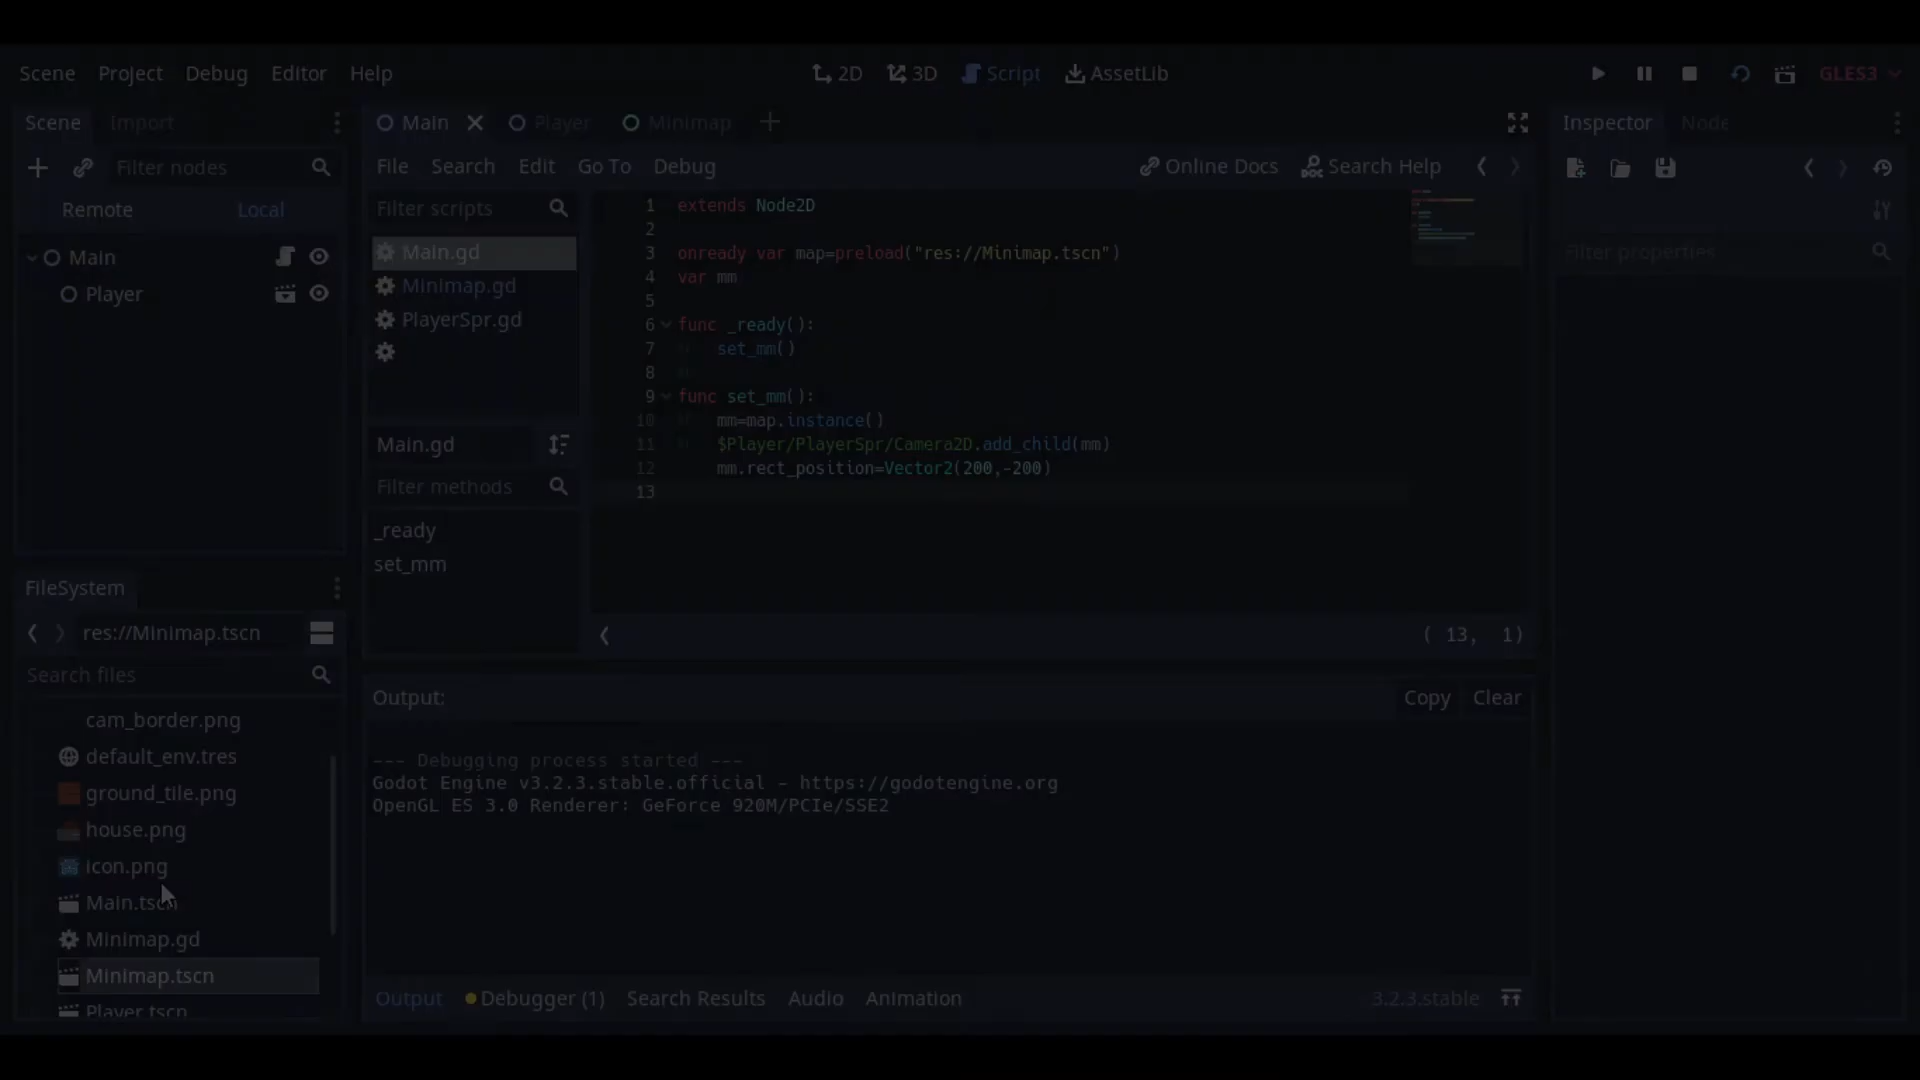 Scene Project Debug Editor Help 2D 3D Script AssetLib GLES3
Scene Import
Filter nodes
Remote Local
Main
Player
FileSystem
res://Minimap.tscn
Search files
cam_border.png
default_env.tres
ground_tile.png
house.png
icon.png
Main.tscn
Minimap.gd
Minimap.tscn
Player.tscn
Main Player Minimap
File Search Edit Go To Debug Online Docs Search Help
Filter scripts
Main.gd
Minimap.gd
PlayerSpr.gd
Main.gd
Filter methods
_ready
set_mm
1 extends Node2D
2
3 onready var map=preload("res://Minimap.tscn")
4 var mm
5
6 func _ready():
7 set_mm()
8
9 func set_mm():
10 mm=map.instance()
11 $Player/PlayerSpr/Camera2D.add_child(mm)
12 mm.rect_position=Vector2(200,-200)
13
( 13, 1)
Output: Copy Clear
--- Debugging process started ---
Godot Engine v3.2.3.stable.official - https://godotengine.org
OpenGL ES 3.0 Renderer: GeForce 920M/PCIe/SSE2
Output Debugger (1) Search Results Audio Animation 3.2.3.stable
Inspector Node
Filter properties